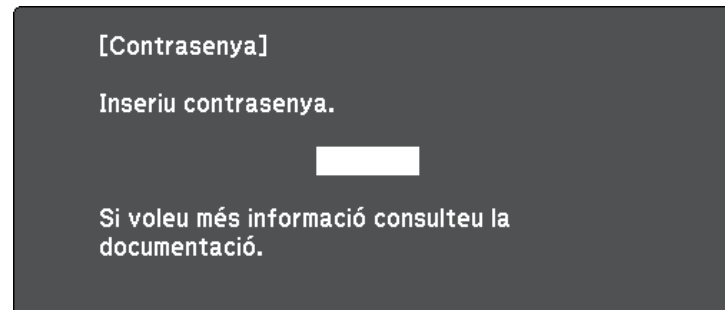 [Contrasenya]
Inseriu contrasenya.
Si voleu més informació consulteu la
documentació.